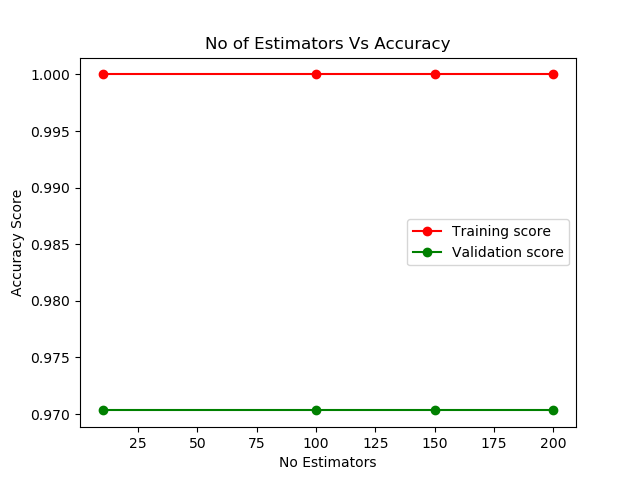 No of Estimators Vs Accuracy
1.000
0.995
0.990
0.985
0.980
0.975
0.970
Accuracy Score
Training score
Validation score
25 50 75 100 125 150 175 200
No Estimators